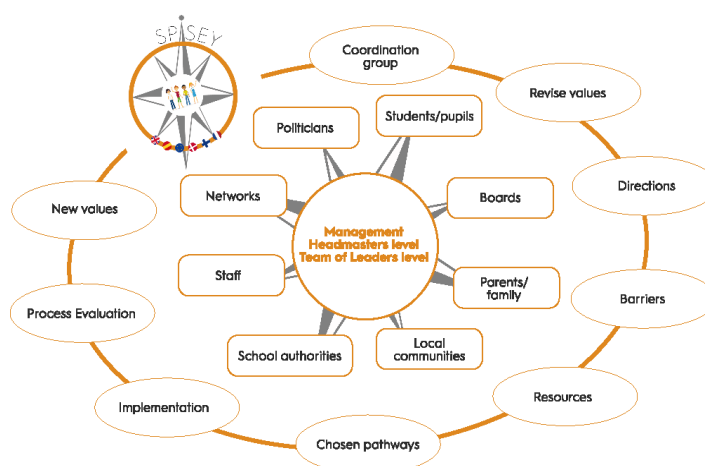 SPISEY
Coordination
group
Revise values
Directions
Barriers
Resources
Chosen pathways
Implementation
Process Evaluation
New values
Politicians
Students/pupils
Networks
Boards
Staff
Parents/
family
School authorities
Local
communities
Management
Headmasters level
Team of Leaders level